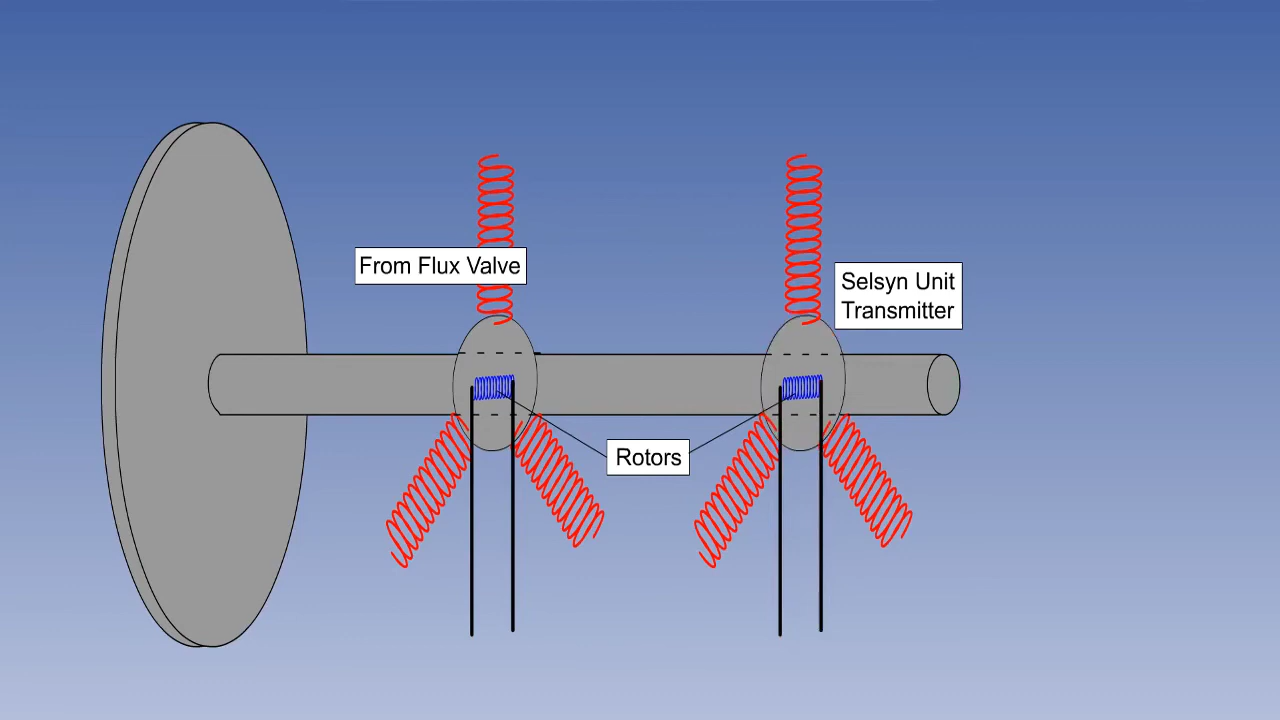 From Flux Valve
Selsyn Unit
Transmitter
Rotors